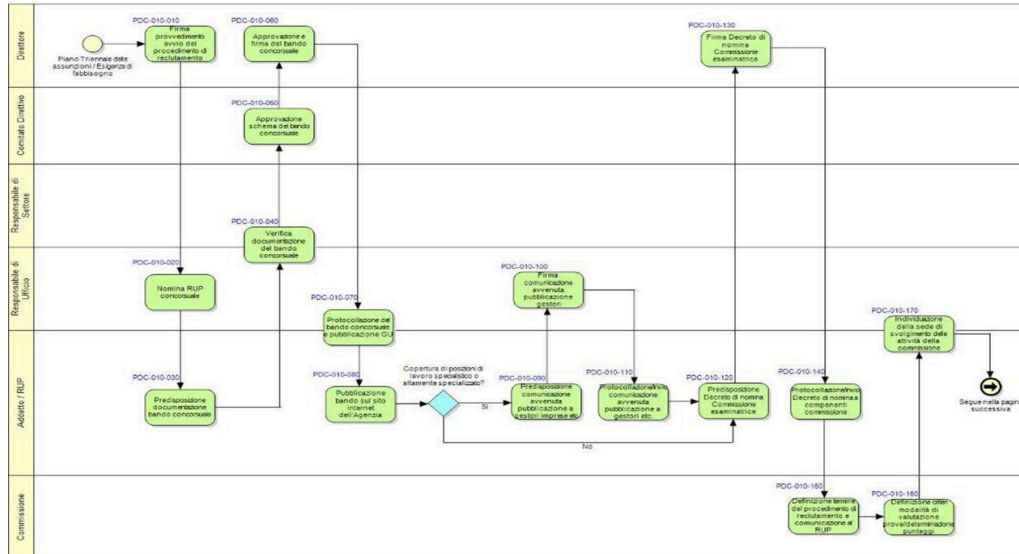 Direttore
Comitato Direttivo
Responsabile di
Settore
Responsabile di
Ufficio
Addetto / RUP
Commissione
Piano Triennale delle
assunzioni / Esigenze di
fabbisogno
PDC-010-010
Firma
provvedimento
avvio del
procedimento di
reclutamento
PDC-010-020
Nomina RUP
concorsuale
PDC-010-030
Predisposizione
documentazione
bando concorsuale
PDC-010-040
Verifica
documentazione
del bando
concorsuale
PDC-010-050
Approvazione
schema del bando
concorsuale
PDC-010-060
Approvazione e
firma del bando
concorsuale
PDC-010-070
Protocollazione del
bando concorsuale
e pubblicazione GU
PDC-010-080
Pubblicazione
bando sul sito
internet
dell'Agenzia
Copertura di posizioni di
lavoro specialistico o
altamente specializzato?
Si
No
PDC-010-090
Predisposizione
comunicazione
avvenuta
pubblicazione a
gestori imprese etc.
PDC-010-100
Firma
comunicazione
avvenuta
pubblicazione
gestori
PDC-010-110
Protocollazione/invio
comunicazione
avvenuta
pubblicazione a
gestori etc.
PDC-010-120
Predisposizione
Decreto di nomina
Commissione
esaminatrice
PDC-010-130
Firma Decreto di
nomina
Commissione
esaminatrice
PDC-010-140
Protocollazione/invio
Decreto di nomina a
componenti
commissione
PDC-010-150
Definizione termine
del procedimento di
reclutamento e
comunicazione al
RUP
PDC-010-160
Definizione criteri
modalità di
valutazione
prove/determinazione
punteggi
PDC-010-170
Individuazione
della sede di
svolgimento delle
attività della
commissione
Segue nella pagina
successiva